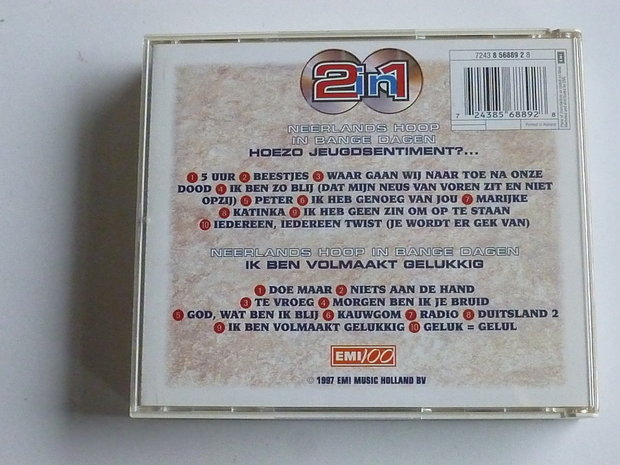 7243 8 56889 2 8
7 24385 68892 8
2in1
NEERLANDS HOOP
IN BANGE DAGEN
HOEZO JEUGDSENTIMENT?...
1 5 UUR 2 BEESTJES 3 WAAR GAAN WIJ NAAR TOE NA ONZE
DOOD 4 IK BEN ZO BLIJ (DAT MIJN NEUS VAN VOREN ZIT EN NIET
OPZIJ) 5 PETER 6 IK HEB GENOEG VAN JOU 7 MARIJKE
8 KATINKA 9 IK HEB GEEN ZIN OM OP TE STAAN
10 IEDEREEN, IEDEREEN TWIST (JE WORDT ER GEK VAN)
NEERLANDS HOOP IN BANGE DAGEN
IK BEN VOLMAAKT GELUKKIG
1 DOE MAAR 2 NIETS AAN DE HAND
3 TE VROEG 4 MORGEN BEN IK JE BRUID
5 GOD, WAT BEN IK BLIJ 6 KAUWGOM 7 RADIO 8 DUITSLAND 2
9 IK BEN VOLMAAKT GELUKKIG 10 GELUK = GELUL
EMI 100
© 1997 EMI MUSIC HOLLAND BV